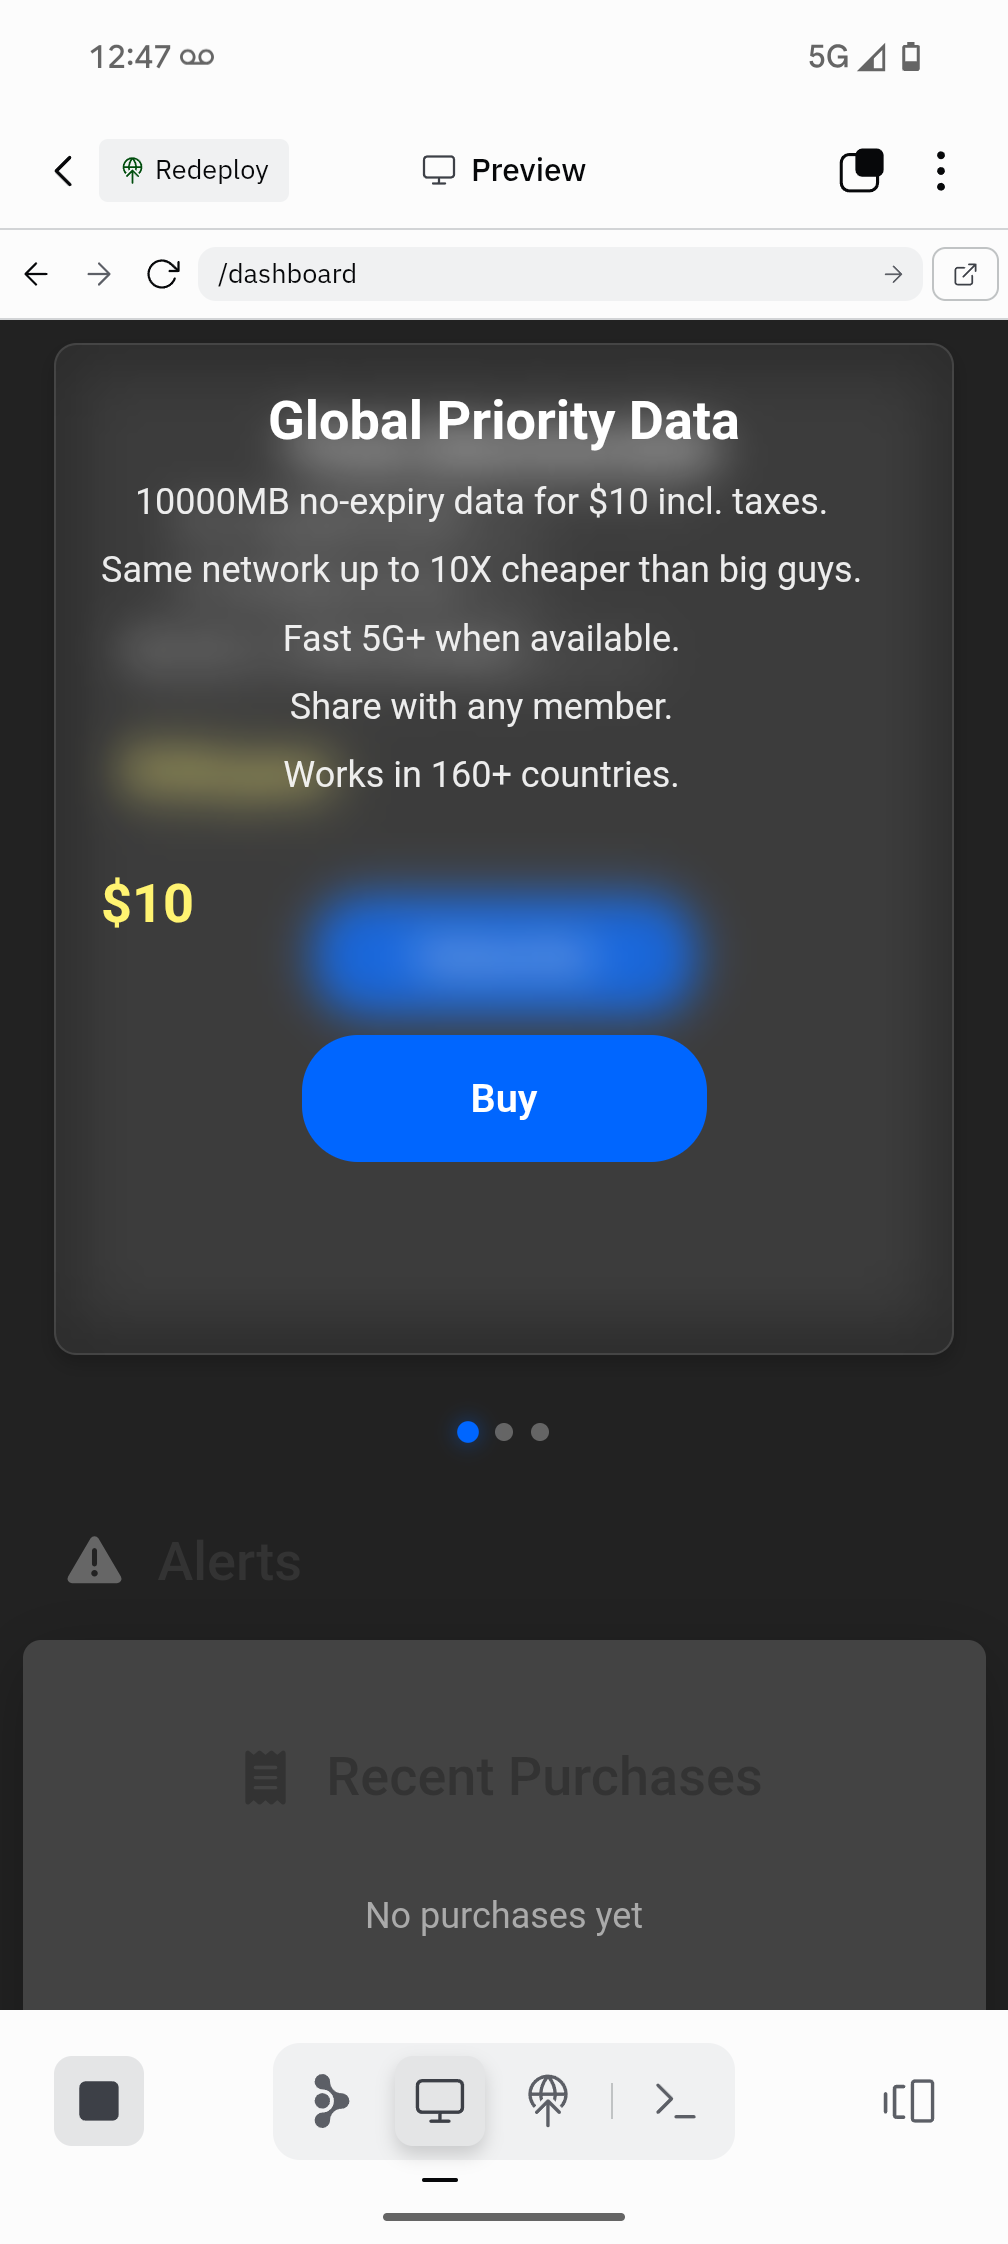 12:47
5G
Redeploy
Preview
/dashboard
Global Priority Data
10000MB no-expiry data for $10 incl. taxes.
Same network up to 10X cheaper than big guys.
Fast 5G+ when available.
Share with any member.
Works in 160+ countries.
$10
Buy
Alerts
Recent Purchases
No purchases yet